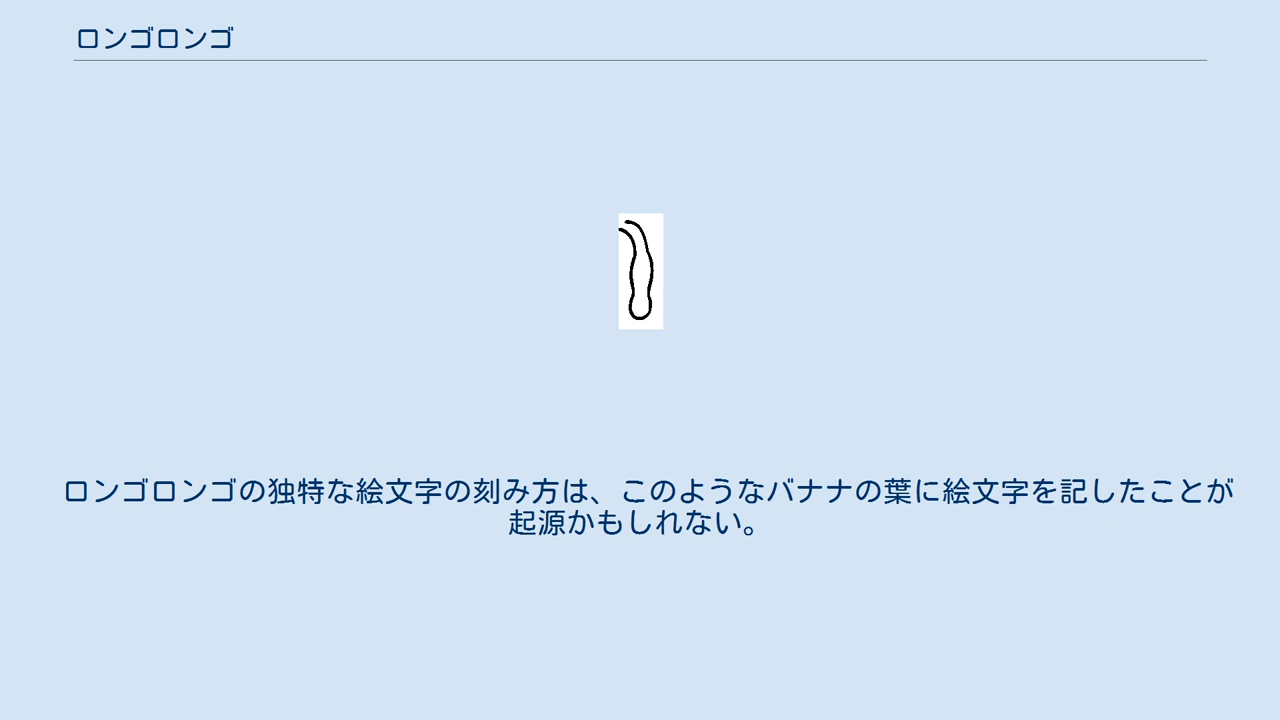 ロンゴロンゴ
ロンゴロンゴの独特な絵文字の刻み方は、このようなバナナの葉に絵文字を記したことが
起源かもしれない。